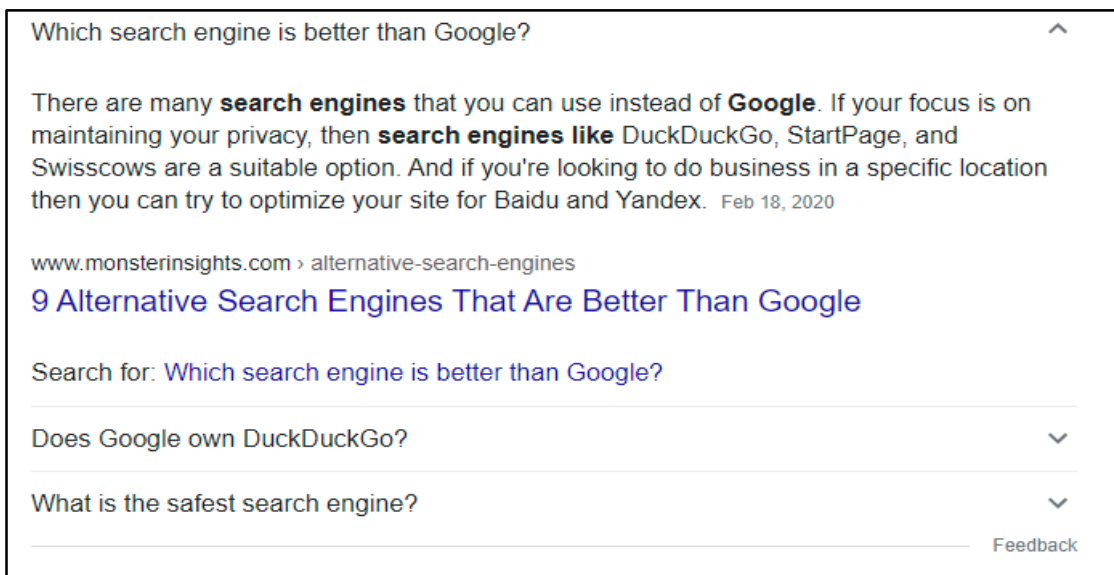 Which search engine is better than Google?
There are many search engines that you can use instead of Google. If your focus is on
maintaining your privacy, then search engines like DuckDuckGo, StartPage, and
Swisscows are a suitable option. And if you're looking to do business in a specific location
then you can try to optimize your site for Baidu and Yandex. Feb 18, 2020
www.monsterinsights.com › alternative-search-engines
9 Alternative Search Engines That Are Better Than Google
Search for: Which search engine is better than Google?
Does Google own DuckDuckGo?
What is the safest search engine?
Feedback